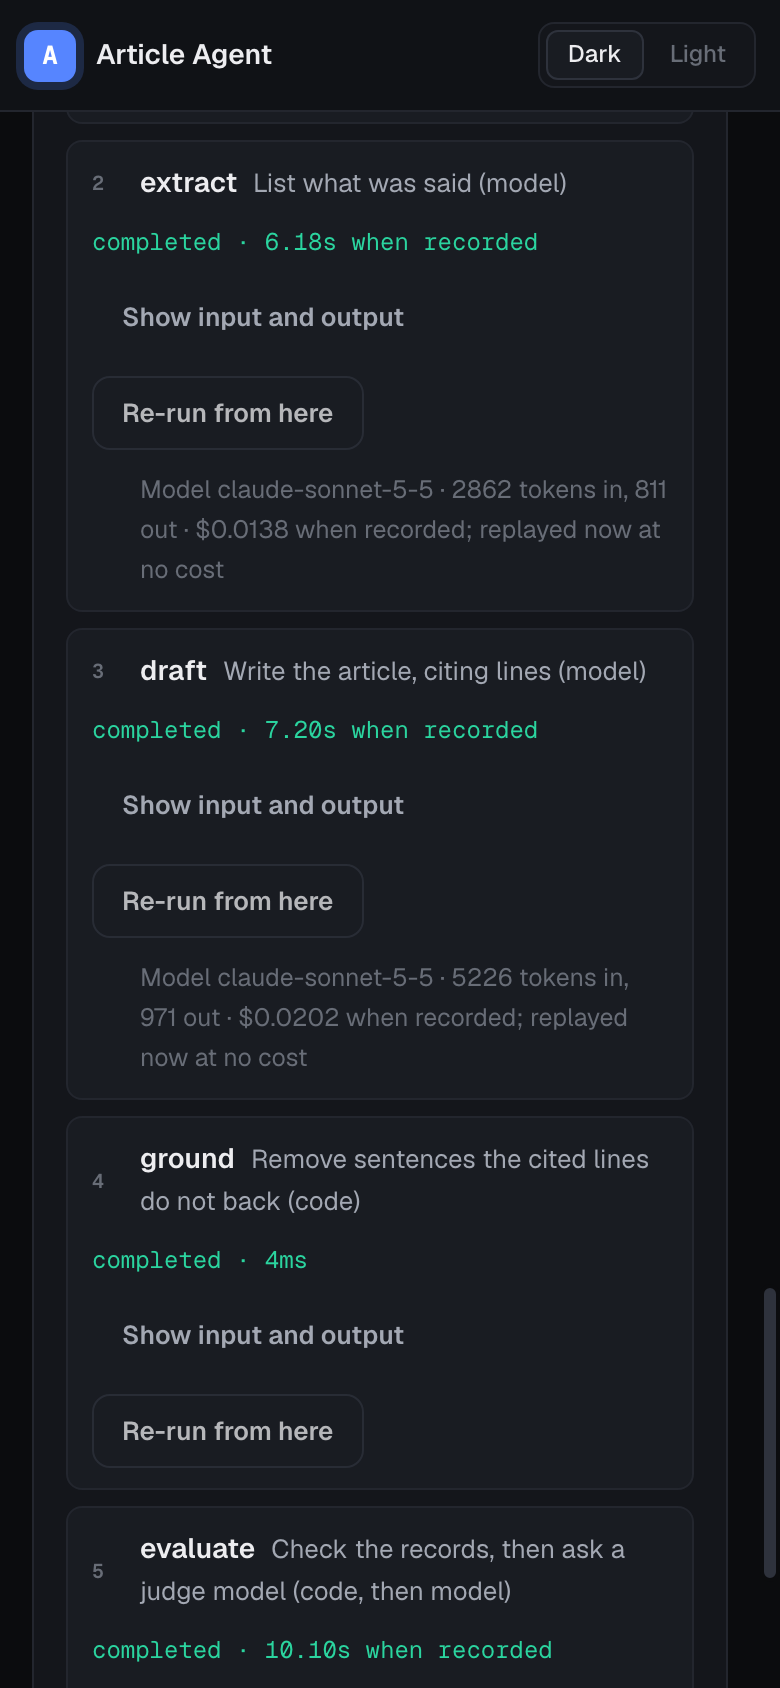 A Article Agent Dark Light
2 extract List what was said (model)
completed · 6.18s when recorded
Show input and output
Re-run from here
Model claude-sonnet-5-5 · 2862 tokens in, 811
out · $0.0138 when recorded; replayed now at
no cost
3 draft Write the article, citing lines (model)
completed · 7.20s when recorded
Show input and output
Re-run from here
Model claude-sonnet-5-5 · 5226 tokens in,
971 out · $0.0202 when recorded; replayed
now at no cost
4 ground Remove sentences the cited lines
do not back (code)
completed · 4ms
Show input and output
Re-run from here
5 evaluate Check the records, then ask a
judge model (code, then model)
completed · 10.10s when recorded